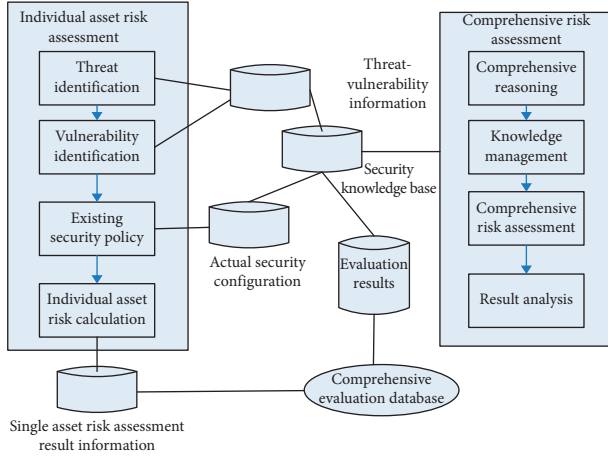 Individual asset risk
assessment
Threat
identification
Vulnerability
identification
Existing
security policy
Individual asset
risk calculation
Single asset risk assessment
result information
Threat-
vulnerability
information
Security
knowledge base
Actual security
configuration
Evaluation
results
Comprehensive
evaluation database
Comprehensive risk
assessment
Comprehensive
reasoning
Knowledge
management
Comprehensive
risk assessment
Result analysis